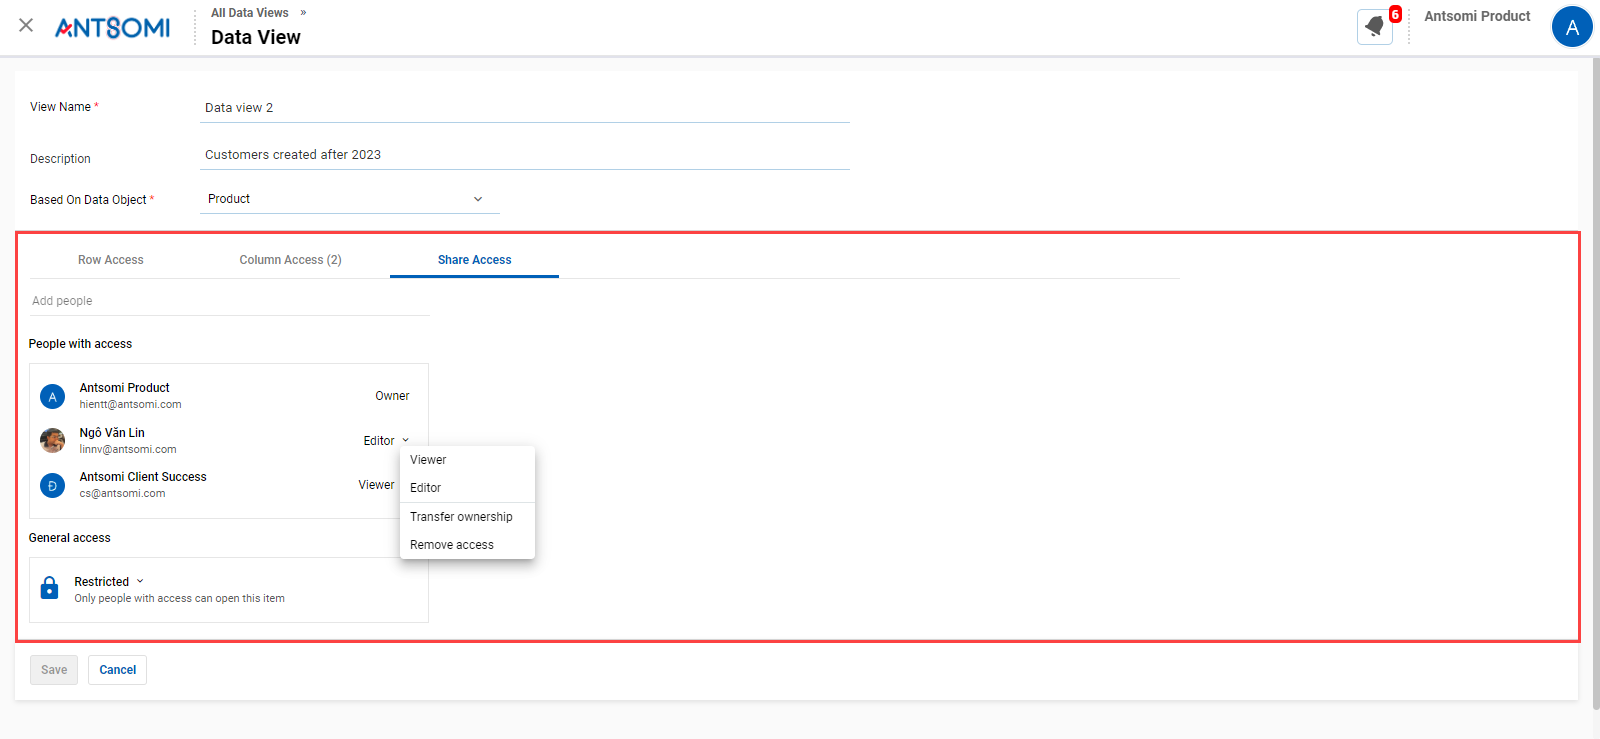 ANTSOMI
All Data Views »
Data View
6
Antsomi Product
A
View Name *
Data view 2
Description
Customers created after 2023
Based On Data Object *
Product
Row Access
Column Access (2)
Share Access
Add people
People with access
A
Antsomi Product
hientt@antsomi.com
Owner
Ngô Văn Lin
linnv@antsomi.com
Editor
Đ
Antsomi Client Success
cs@antsomi.com
Viewer
Viewer
Editor
Transfer ownership
Remove access
General access
Restricted
Only people with access can open this item
Save
Cancel